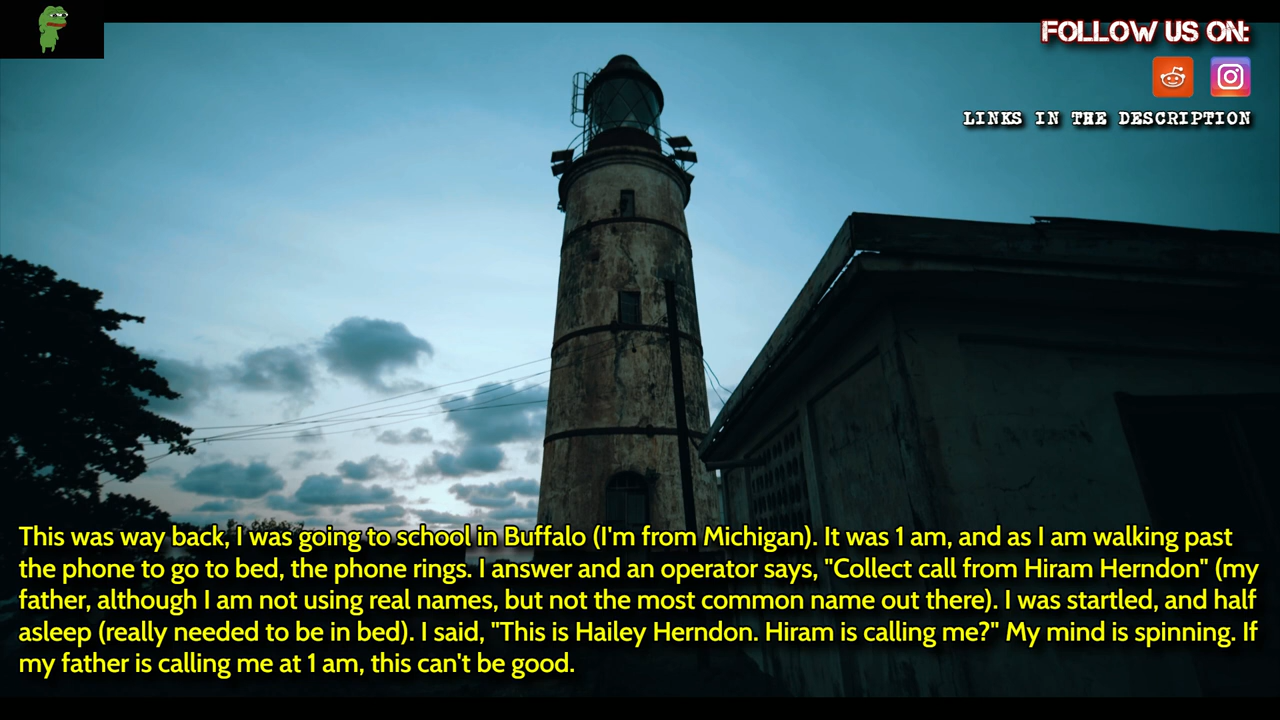 FOLLOW US ON:
LINKS IN THE DESCRIPTION
This was way back, I was going to school in Buffalo (I'm from Michigan). It was 1 am, and as I am walking past
the phone to go to bed, the phone rings. I answer and an operator says, "Collect call from Hiram Herndon" (my
father, although I am not using real names, but not the most common name out there). I was startled, and half
asleep (really needed to be in bed). I said, "This is Hailey Herndon. Hiram is calling me?" My mind is spinning. If
my father is calling me at 1 am, this can't be good.